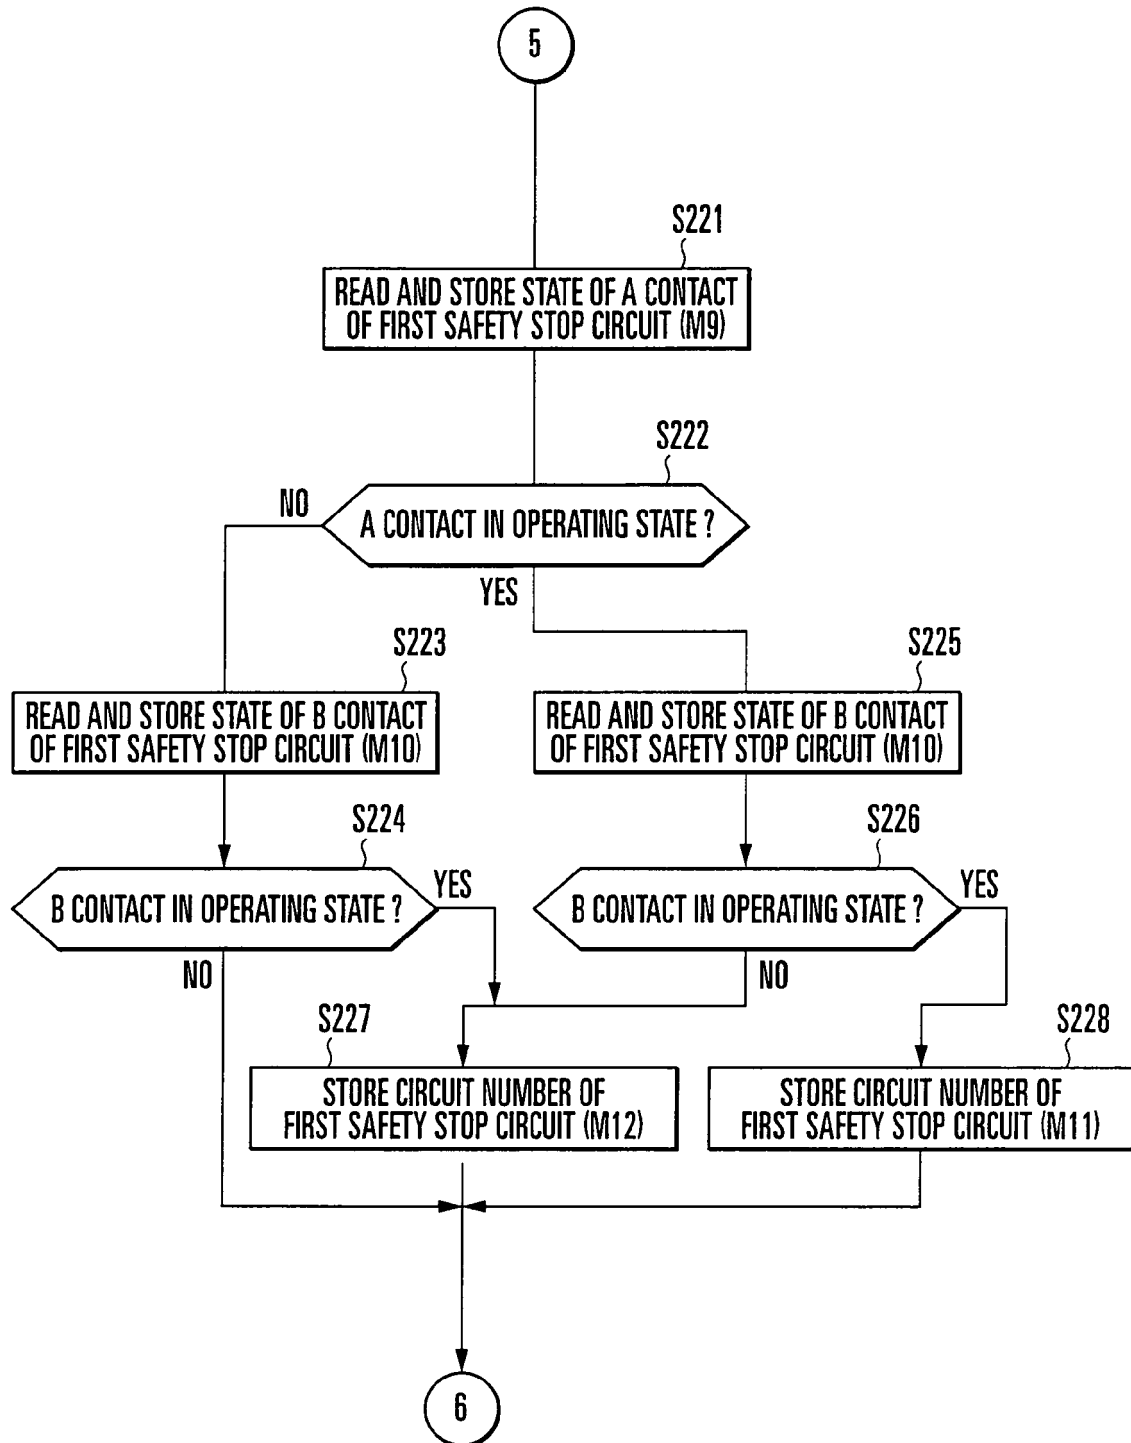 5
S221
READ AND STORE STATE OF A CONTACT
OF FIRST SAFETY STOP CIRCUIT (M9)
S222
NO
A CONTACT IN OPERATING STATE ?
YES
S223
S225
READ AND STORE STATE OF B CONTACT
OF FIRST SAFETY STOP CIRCUIT (M10)
READ AND STORE STATE OF B CONTACT
OF FIRST SAFETY STOP CIRCUIT (M10)
S224
S226
YES
YES
B CONTACT IN OPERATING STATE ?
B CONTACT IN OPERATING STATE ?
NO
NO
S227
S228
STORE CIRCUIT NUMBER OF
FIRST SAFETY STOP CIRCUIT (M12)
STORE CIRCUIT NUMBER OF
FIRST SAFETY STOP CIRCUIT (M11)
6